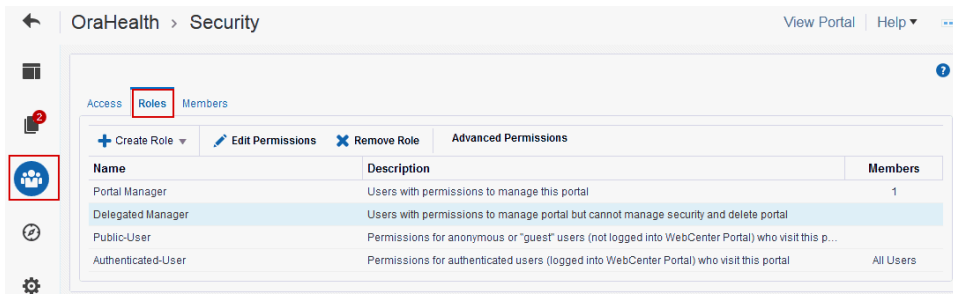 OraHealth > Security View Portal Help
2
?
Access Roles Members
Create Role Edit Permissions Remove Role Advanced Permissions
Name Description Members
Portal Manager Users with permissions to manage this portal 1
Delegated Manager Users with permissions to manage portal but cannot manage security and delete portal
Public-User Permissions for anonymous or "guest" users (not logged into WebCenter Portal) who visit this p...
Authenticated-User Permissions for authenticated users (logged into WebCenter Portal) who visit this portal All Users